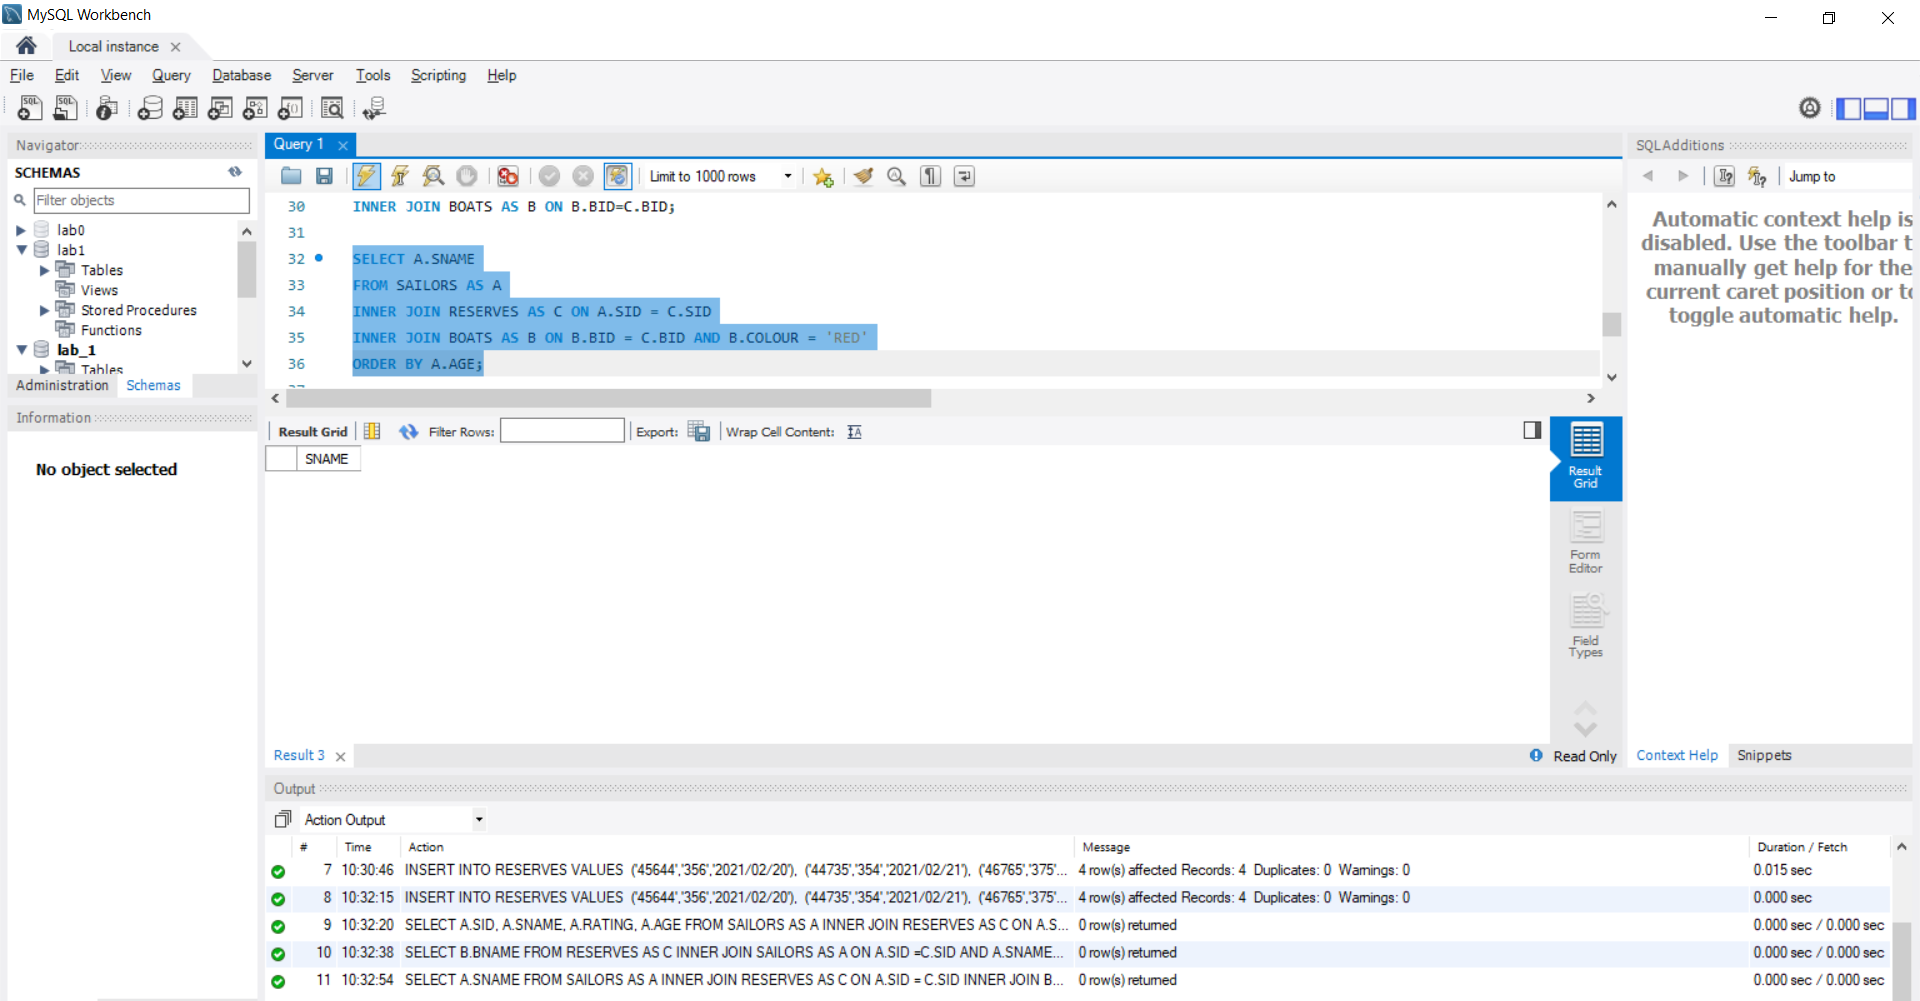 MySQL Workbench
Local instance
File Edit View Query Database Server Tools Scripting Help
Navigator
SCHEMAS
Filter objects
lab0
lab1
Tables
Views
Stored Procedures
Functions
lab_1
Tables
Administration Schemas
Information
No object selected
Query 1
Limit to 1000 rows
30 INNER JOIN BOATS AS B ON B.BID=C.BID;
31
32 SELECT A.SNAME
33 FROM SAILORS AS A
34 INNER JOIN RESERVES AS C ON A.SID = C.SID
35 INNER JOIN BOATS AS B ON B.BID = C.BID AND B.COLOUR = 'RED'
36 ORDER BY A.AGE;
Result Grid Filter Rows: Export: Wrap Cell Content:
SNAME
Result Grid
Form Editor
Field Types
Result 3
Read Only
SQLAdditions
Jump to
Automatic context help is
disabled. Use the toolbar t
manually get help for the
current caret position or to
toggle automatic help.
Context Help Snippets
Output
Action Output
# Time Action Message Duration / Fetch
7 10:30:46 INSERT INTO RESERVES VALUES ('45644','356','2021/02/20'), ('44735','354','2021/02/21'), ('46765','375'... 4 row(s) affected Records: 4 Duplicates: 0 Warnings: 0 0.015 sec
8 10:32:15 INSERT INTO RESERVES VALUES ('45644','356','2021/02/20'), ('44735','354','2021/02/21'), ('46765','375'... 4 row(s) affected Records: 4 Duplicates: 0 Warnings: 0 0.000 sec
9 10:32:20 SELECT A.SID, A.SNAME, A.RATING, A.AGE FROM SAILORS AS A INNER JOIN RESERVES AS C ON A.S... 0 row(s) returned 0.000 sec / 0.000 sec
10 10:32:38 SELECT B.BNAME FROM RESERVES AS C INNER JOIN SAILORS AS A ON A.SID =C.SID AND A.SNAME... 0 row(s) returned 0.000 sec / 0.000 sec
11 10:32:54 SELECT A.SNAME FROM SAILORS AS A INNER JOIN RESERVES AS C ON A.SID = C.SID INNER JOIN B... 0 row(s) returned 0.000 sec / 0.000 sec